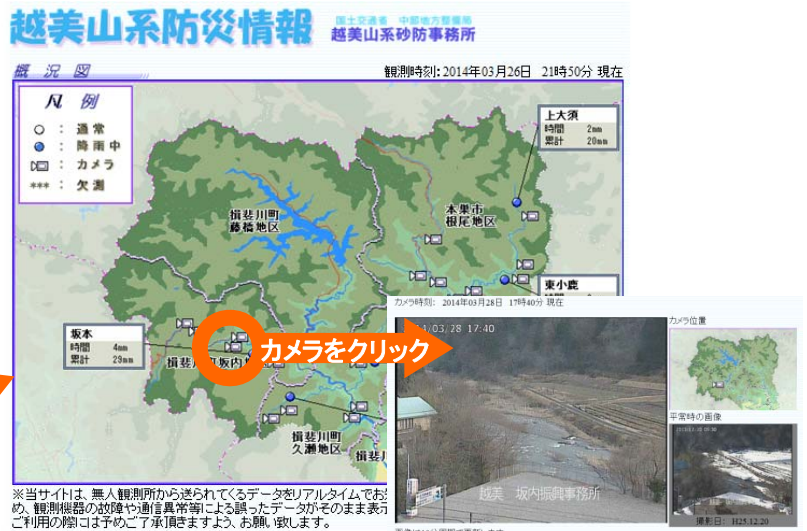 越美山系防災情報
国土交通省 中部地方整備局
越美山系砂防事務所
概況図
観測時刻：2014年03月26日 21時50分 現在
凡例
○ ： 通常
： 降雨中
： カメラ
*** ： 欠測
上大須
時間 2mm
累計 20mm
揖斐川町
藤橋地区
本巣市
根尾地区
東小鹿
坂本
時間 4mm
累計 29mm
カメラをクリック
揖斐川町
久瀬地区
カメラ時刻： 2014年03月28日 17時40分 現在
カメラ位置
/03/28 17:40
平常時の画像
越美 坂内振興事務所
撮影日： H25.12.20
※当サイトは、無人観測所から送られてくるデータをリアルタイムでお
め、観測機器の故障や通信異常等による誤ったデータがそのまま表示
ご利用の際には予めご了承頂きますよう、お願い致します。